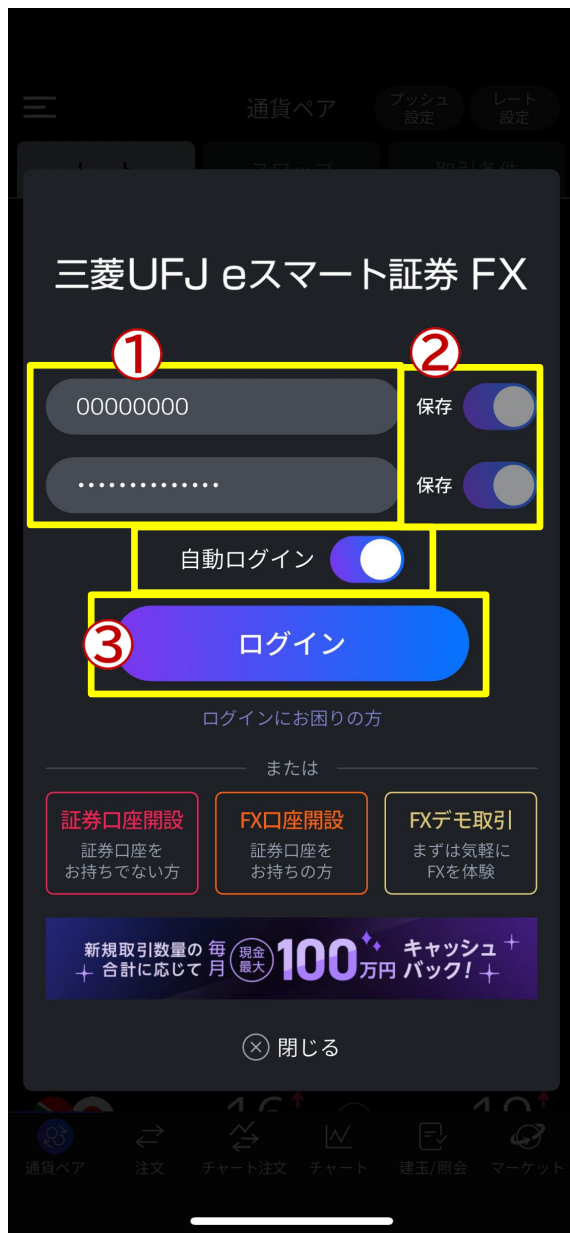 通貨ペア
プッシュ
設定
レート
設定
三菱UFJ eスマート証券 FX
①
②
00000000
保存
••••••••••••••
保存
自動ログイン
③
ログイン
ログインにお困りの方
または
証券口座開設
証券口座を
お持ちでない方
FX口座開設
証券口座を
お持ちの方
FXデモ取引
まずは気軽に
FXを体験
新規取引数量の
合計に応じて
毎月
現金
最大
100万円
キャッシュ
バック!
閉じる
通貨ペア
注文
チャート注文
チャート
建玉/照会
マーケット